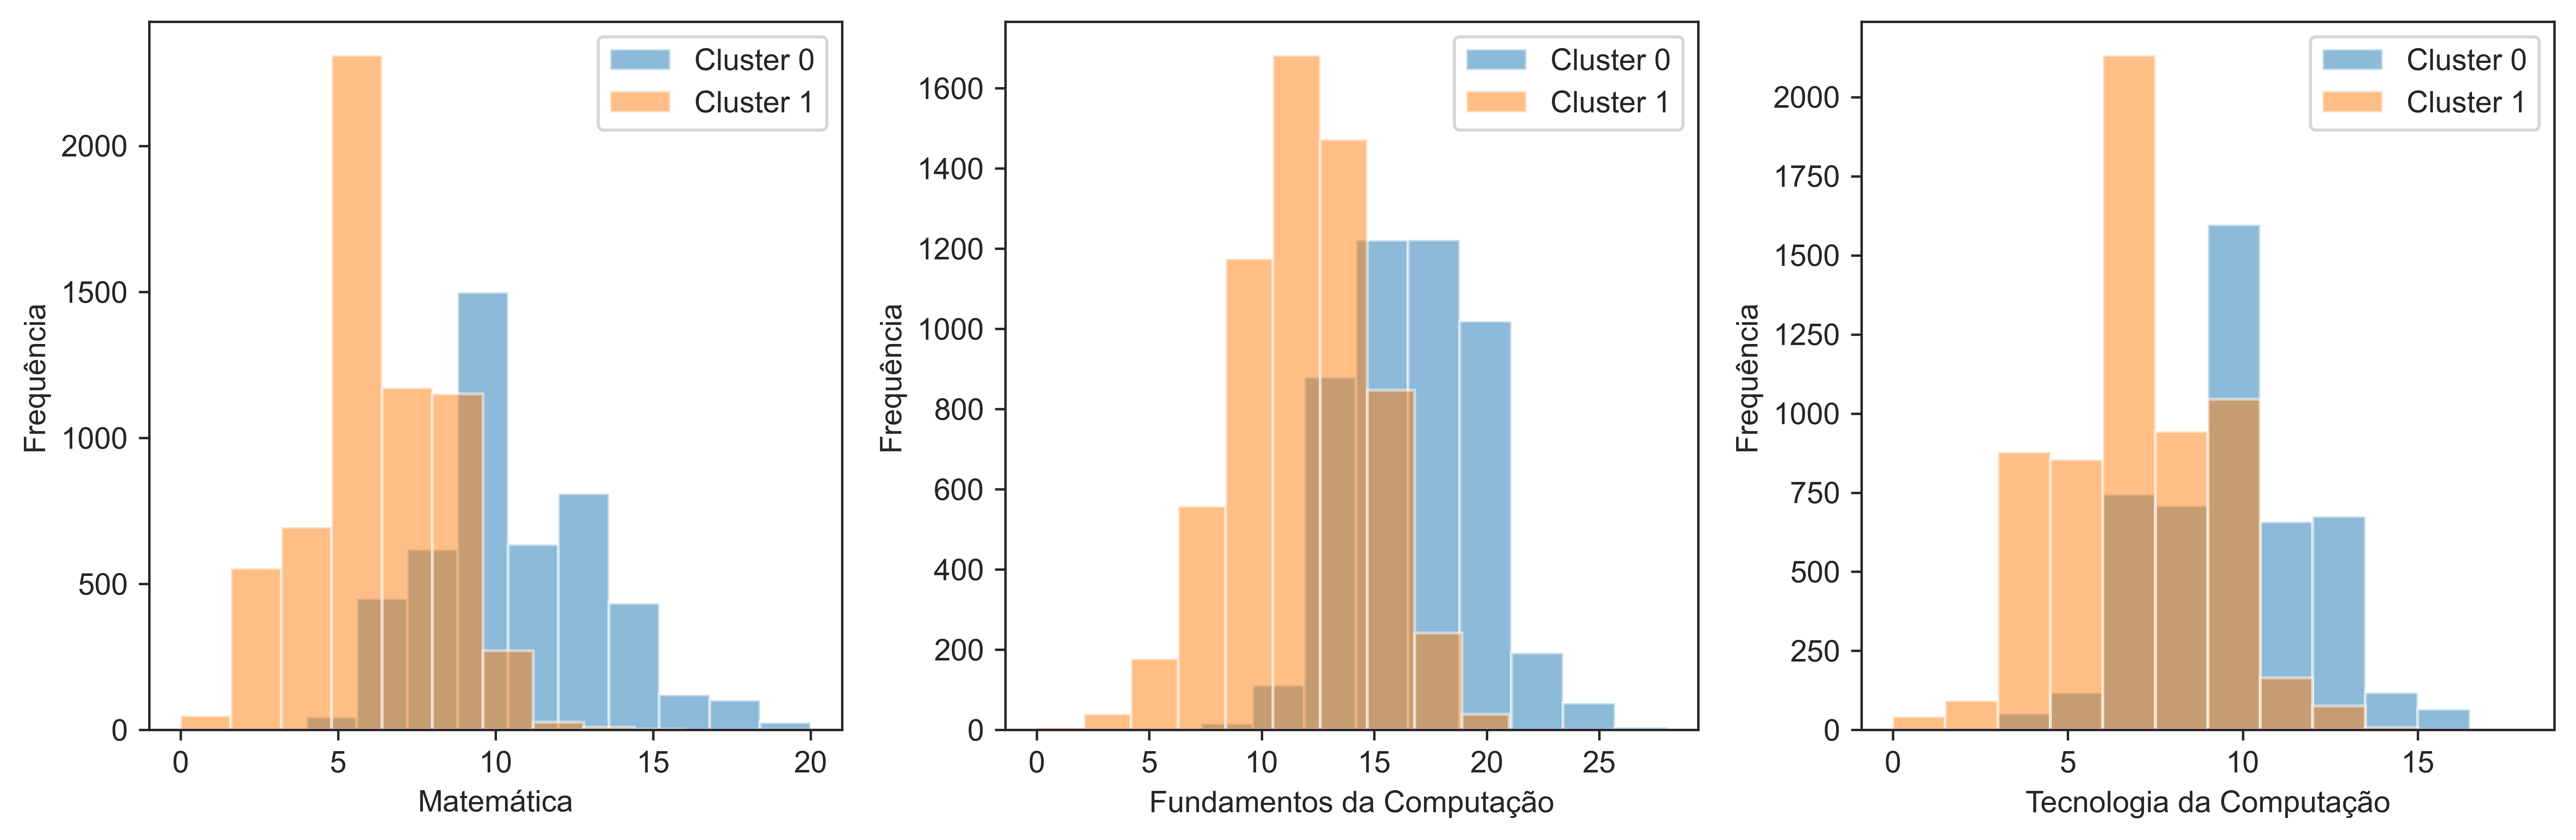 Frequência
2000
1500
1000
500
0
0 5 10 15 20
Matemática
Cluster 0
Cluster 1
Frequência
1600
1400
1200
1000
800
600
400
200
0
0 5 10 15 20 25
Fundamentos da Computação
Cluster 0
Cluster 1
Frequência
2000
1750
1500
1250
1000
750
500
250
0
0 5 10 15
Tecnologia da Computação
Cluster 0
Cluster 1